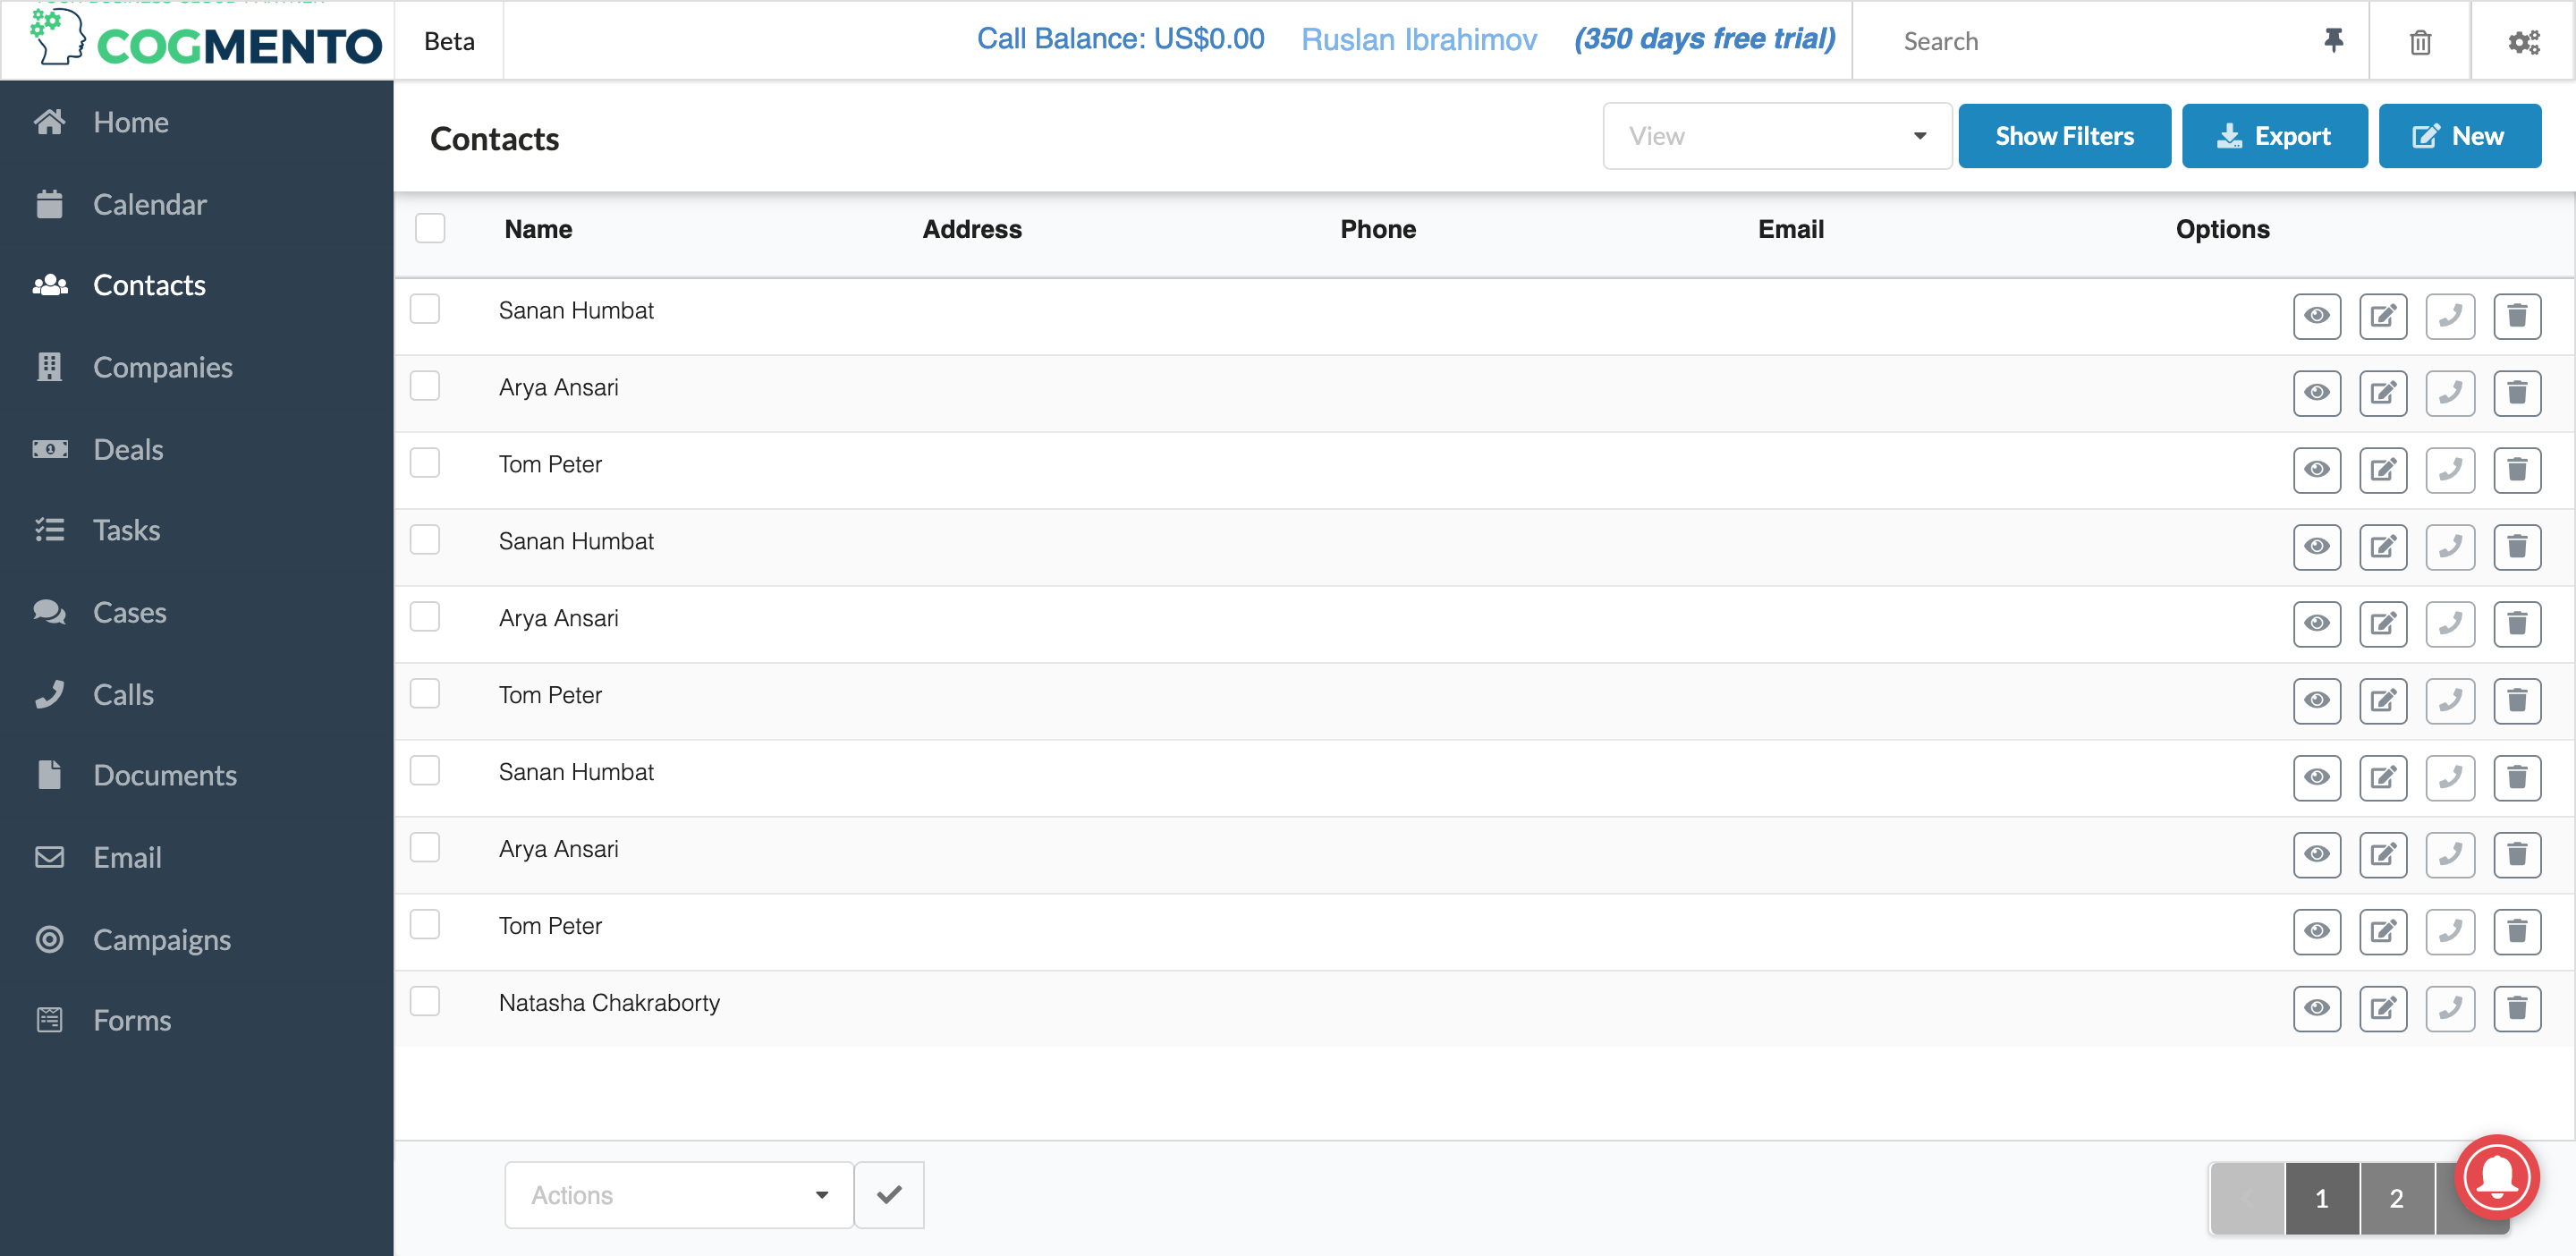 COGMENTO
Beta
Call Balance: US$0.00
Ruslan Ibrahimov
(350 days free trial)
Search
Home
Calendar
Contacts
Companies
Deals
Tasks
Cases
Calls
Documents
Email
Campaigns
Forms
Contacts
View
Show Filters
Export
New
Name Address Phone Email Options
Sanan Humbat
Arya Ansari
Tom Peter
Sanan Humbat
Arya Ansari
Tom Peter
Sanan Humbat
Arya Ansari
Tom Peter
Natasha Chakraborty
Actions
1 2